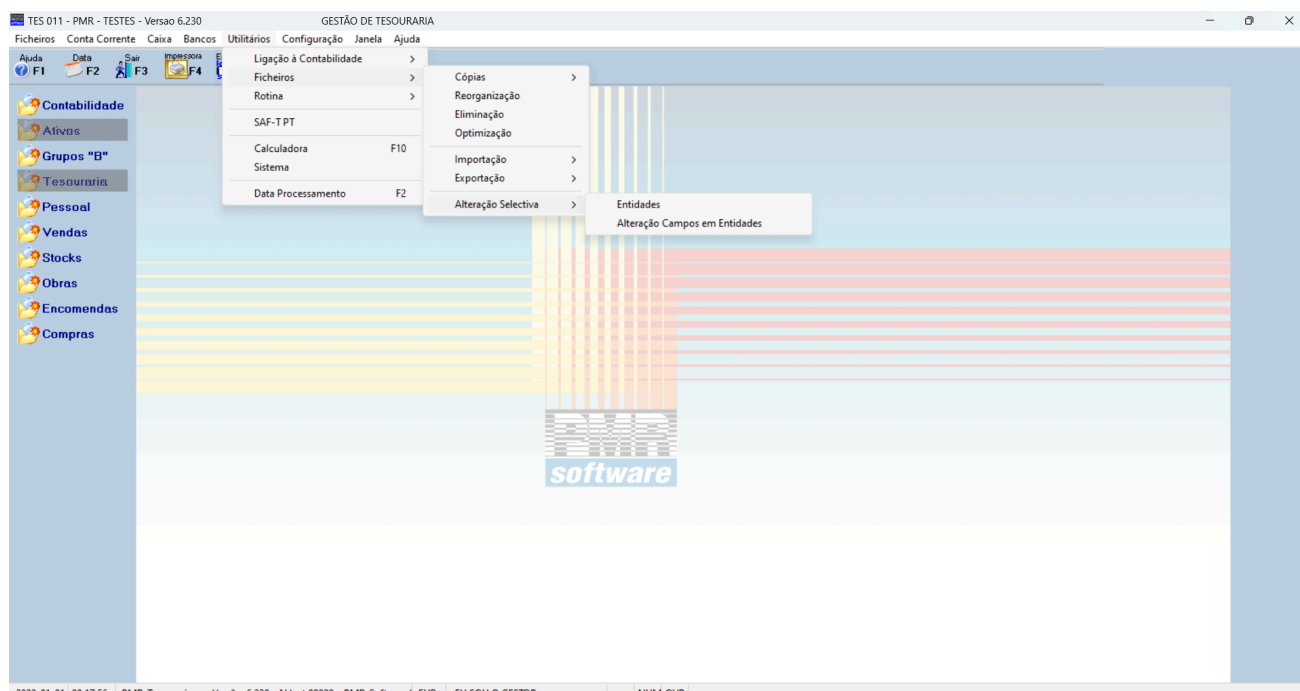 TES 011 - PMR - TESTES - Versao 6.230 GESTÃO DE TESOURARIA
Ficheiros Conta Corrente Caixa Bancos Utilitários Configuração Janela Ajuda
Ajuda Data Sair Impressora
F1 F2 F3 F4
Ligação à Contabilidade
Ficheiros
Rotina
SAF-T PT
Calculadora F10
Sistema
Data Processamento F2
Cópias
Reorganização
Eliminação
Optimização
Importação
Exportação
Alteração Selectiva
Entidades
Alteração Campos em Entidades
Contabilidade
Ativos
Grupos "B"
Tesouraria
Pessoal
Vendas
Stocks
Obras
Encomendas
Compras
PMR
software